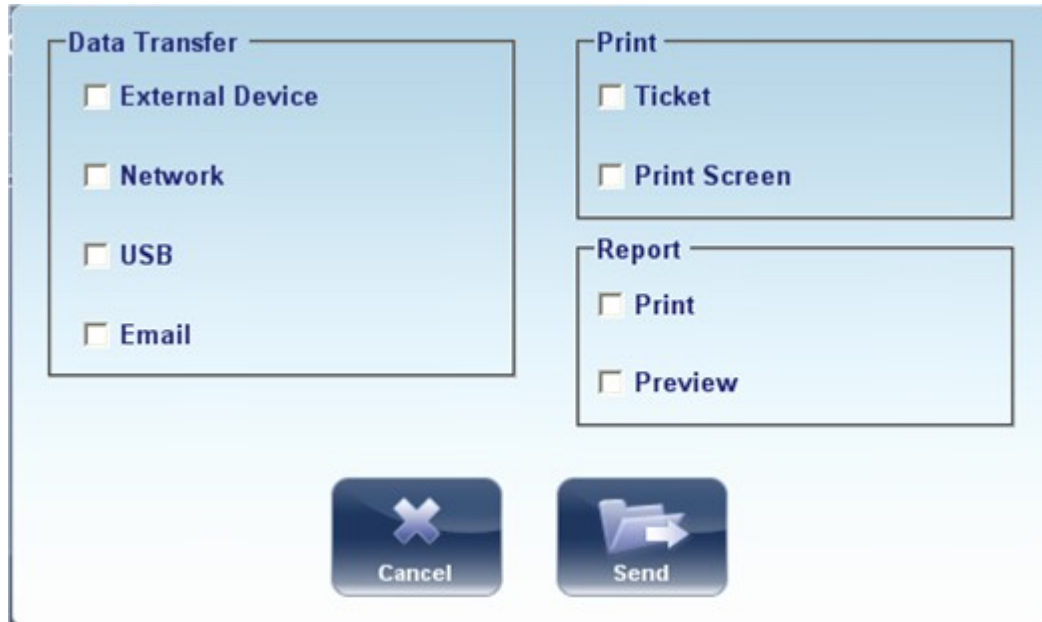 Data Transfer
External Device
Network
USB
Email
Print
Ticket
Print Screen
Report
Print
Preview
Cancel
Send